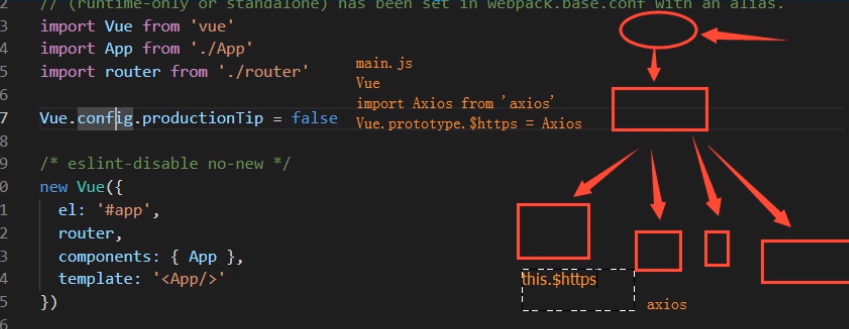 2 // (runtime-only or standalone) has been set in webpack.base.conf with an alias.
3 import Vue from 'vue'
4 import App from './App'
5 import router from './router'
6
7 Vue.config.productionTip = false
8
9 /* eslint-disable no-new */
0 new Vue({
1 el: '#app',
2 router,
3 components: { App },
4 template: '<App/>'
5 })
6
main.js
Vue
import Axios from 'axios'
Vue.prototype.$https = Axios
this.$https
axios